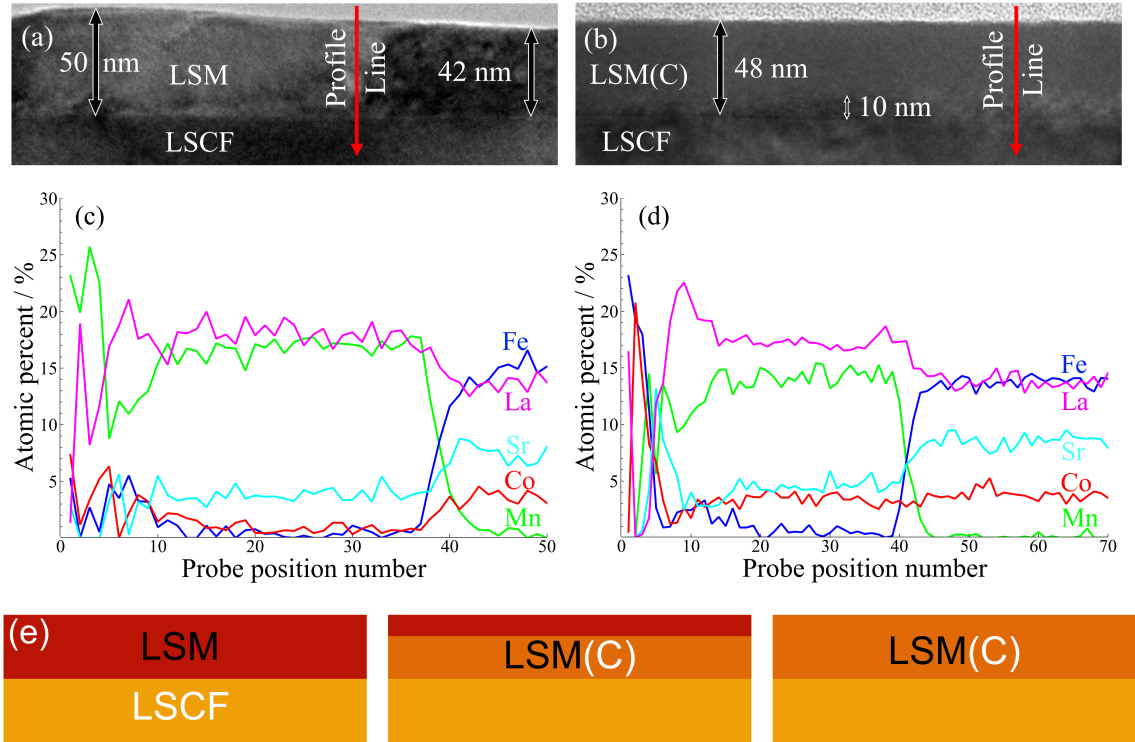 (a)
50 nm
LSM
Profile
Line
42 nm
LSCF
(b)
LSM(C)
48 nm
10 nm
Profile
Line
LSCF
(c)
30
25
20
15
10
5
0
10
20
30
40
50
Atomic percent / %
Probe position number
Fe
La
Sr
Co
Mn
(d)
30
25
20
15
10
5
0
10
20
30
40
50
60
70
Atomic percent / %
Probe position number
Fe
La
Sr
Co
Mn
(e)
LSM
LSCF
LSM(C)
LSM(C)